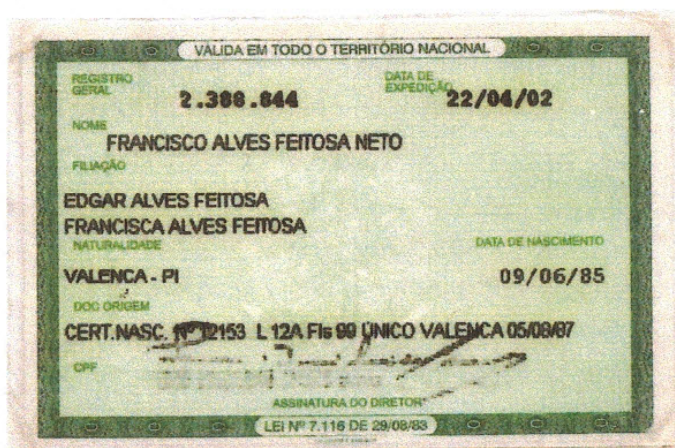 VÁLIDA EM TODO O TERRITÓRIO NACIONAL
REGISTRO GERAL 2.388.844 DATA DE EXPEDIÇÃO 22/04/02
NOME
FRANCISCO ALVES FEITOSA NETO
FILIAÇÃO
EDGAR ALVES FEITOSA
FRANCISCA ALVES FEITOSA
NATURALIDADE DATA DE NASCIMENTO
VALENCA - PI 09/06/85
DOC ORIGEM
CERT.NASC. Nº 12153 L 12A Fls 99 ÚNICO VALENCA 05/08/87
CPF
ASSINATURA DO DIRETOR
LEI Nº 7.116 DE 29/08/83